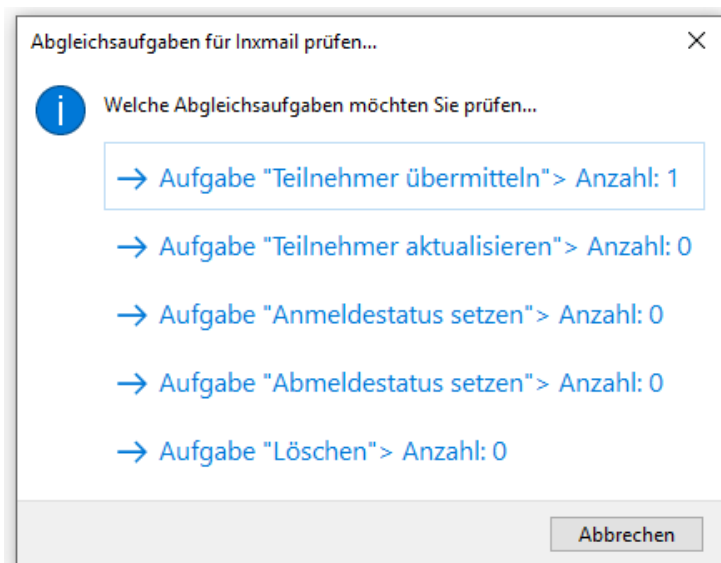 Abgleichsaufgaben für Inxmail prüfen...
Welche Abgleichsaufgaben möchten Sie prüfen...
→ Aufgabe "Teilnehmer übermitteln"> Anzahl: 1
→ Aufgabe "Teilnehmer aktualisieren"> Anzahl: 0
→ Aufgabe "Anmeldestatus setzen"> Anzahl: 0
→ Aufgabe "Abmeldestatus setzen"> Anzahl: 0
→ Aufgabe "Löschen"> Anzahl: 0
Abbrechen